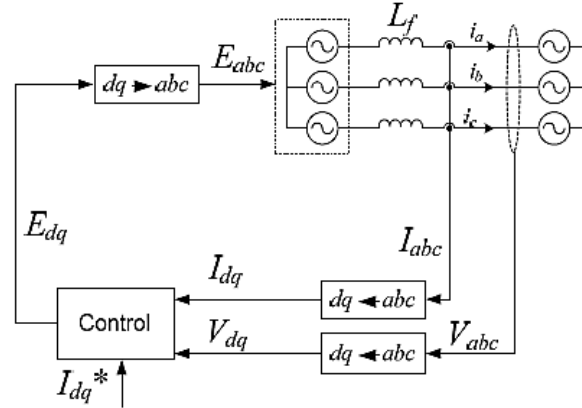 L_f
i_a
E_abc
dq abc
i_b
i_c
E_dq
I_abc
I_dq
dq abc
Control
V_dq
dq abc
V_abc
I_dq*